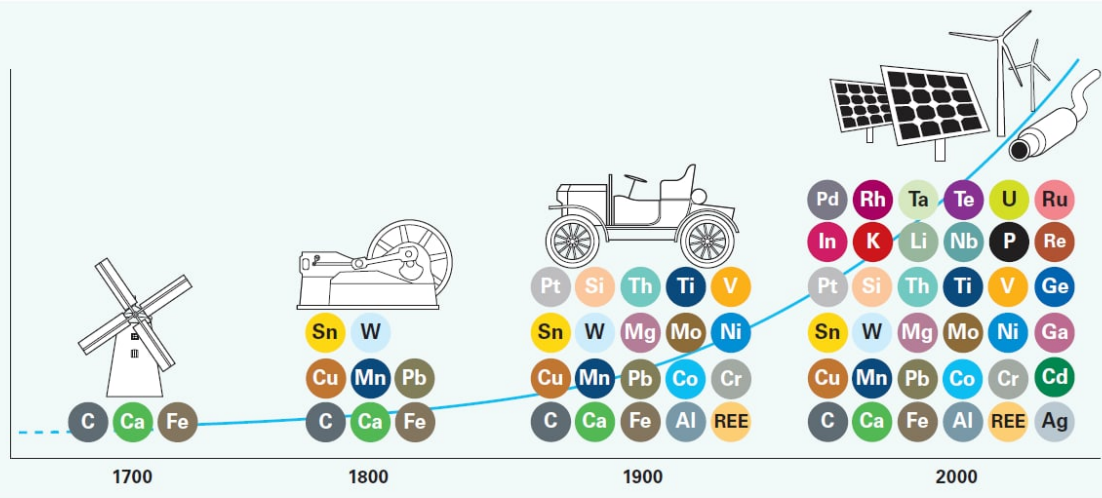 Pd Rh Ta Te U Ru
In K Li Nb P Re
Pt Si Th Ti V Pt Si Th Ti V Ge
Sn W Sn W Mg Mo Ni Sn W Mg Mo Ni Ga
Cu Mn Pb Cu Mn Pb Co Cr Cu Mn Pb Co Cr Cd
C Ca Fe C Ca Fe C Ca Fe Al REE C Ca Fe Al REE Ag
1700 1800 1900 2000